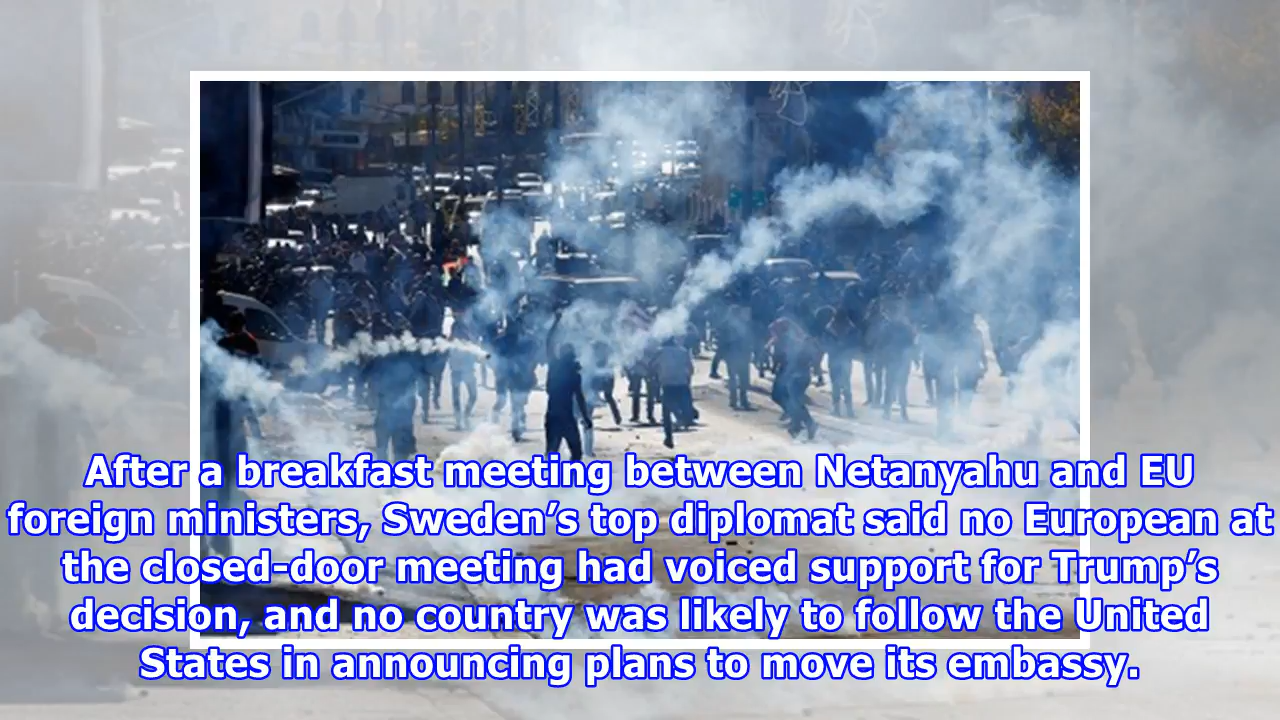 After a breakfast meeting between Netanyahu and EU
foreign ministers, Sweden’s top diplomat said no European at
the closed-door meeting had voiced support for Trump’s
decision, and no country was likely to follow the United
States in announcing plans to move its embassy.